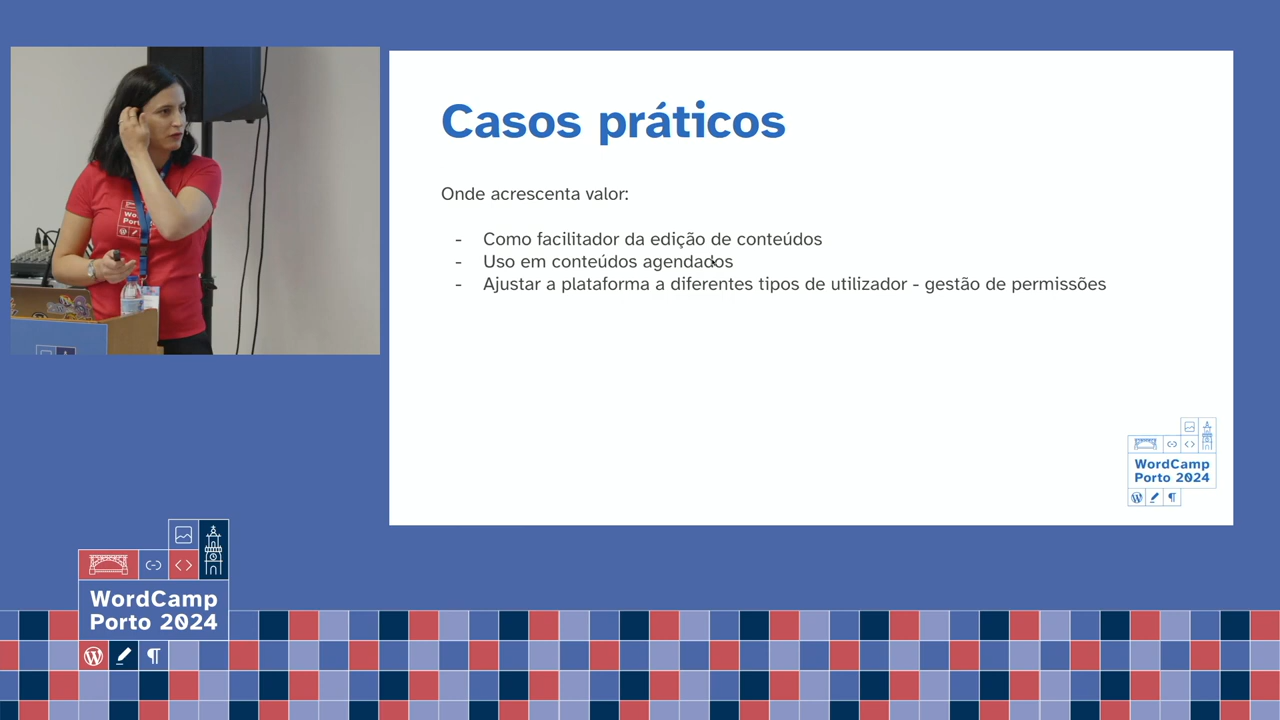 Casos práticos
Onde acrescenta valor:
- Como facilitador da edição de conteúdos
- Uso em conteúdos agendados
- Ajustar a plataforma a diferentes tipos de utilizador - gestão de permissões
WordCamp
Porto 2024
WordCamp
Porto 2024